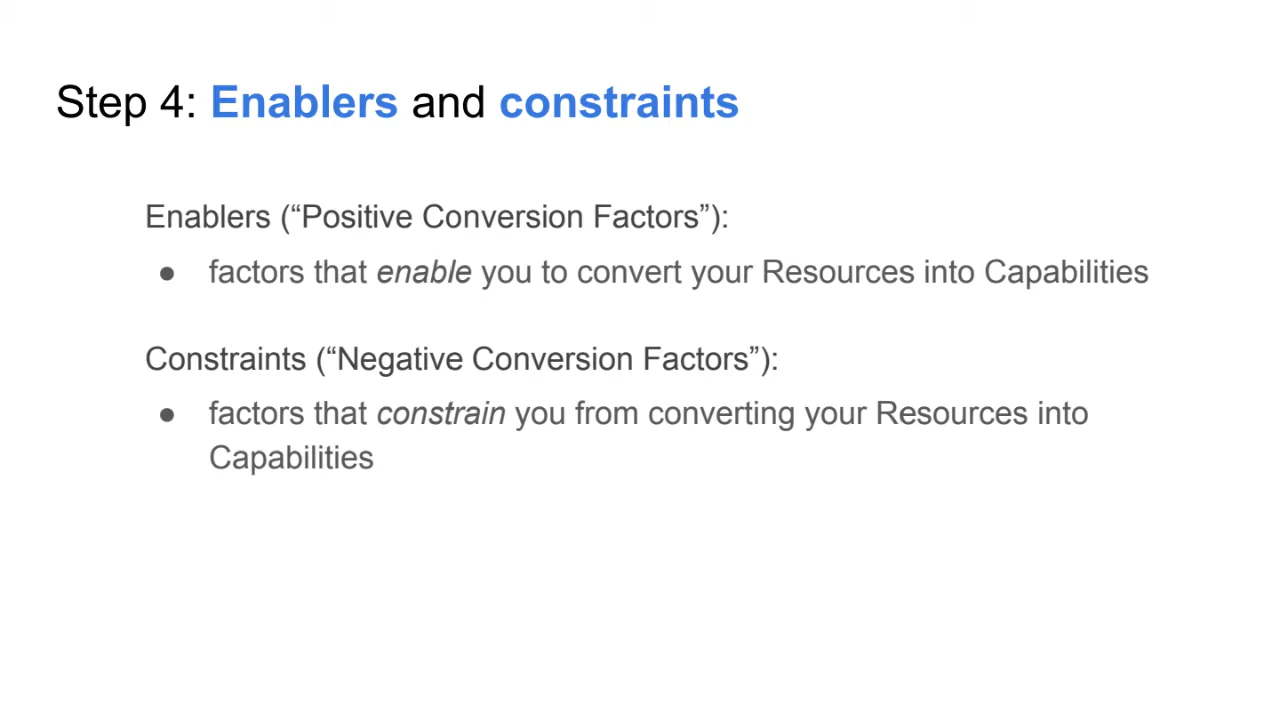 Step 4: Enablers and constraints
Enablers (“Positive Conversion Factors”):
● factors that enable you to convert your Resources into Capabilities
Constraints (“Negative Conversion Factors”):
● factors that constrain you from converting your Resources into
Capabilities